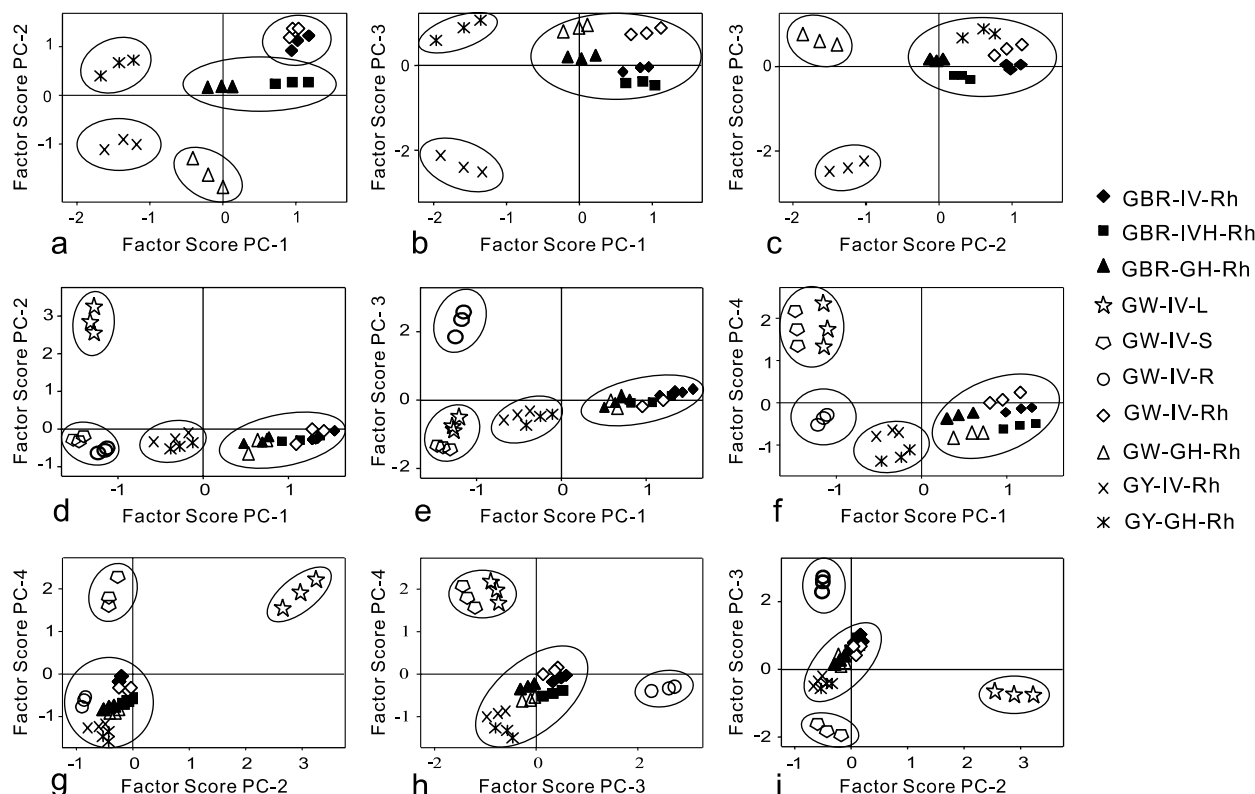 Factor Score PC-2
1
0
-1
-2
-1
0
1
a
Factor Score PC-1
Factor Score PC-3
0
-2
-2
-1
0
1
b
Factor Score PC-1
Factor Score PC-3
0
-2
-2
-1
0
1
c
Factor Score PC-2
Factor Score PC-2
3
2
0
-1
-1
0
1
d
Factor Score PC-1
Factor Score PC-3
2
0
-2
-1
0
1
e
Factor Score PC-1
Factor Score PC-4
2
1
0
-1
-1
0
1
f
Factor Score PC-1
Factor Score PC-4
2
1
0
-1
-1
0
1
2
3
g
Factor Score PC-2
Factor Score PC-4
2
1
0
-1
0
2
h
Factor Score PC-3
Factor Score PC-3
2
0
-2
-1
0
1
2
3
i
Factor Score PC-2
GBR-IV-Rh
GBR-IVH-Rh
GBR-GH-Rh
GW-IV-L
GW-IV-S
GW-IV-R
GW-IV-Rh
GW-GH-Rh
GY-IV-Rh
GY-GH-Rh